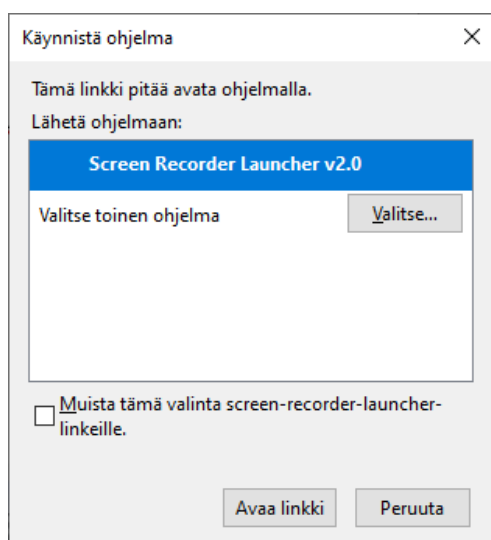 Käynnistä ohjelma
Tämä linkki pitää avata ohjelmalla.
Lähetä ohjelmaan:
Screen Recorder Launcher v2.0
Valitse toinen ohjelma
Valitse...
Muista tämä valinta screen-recorder-launcher-
linkeille.
Avaa linkki
Peruuta